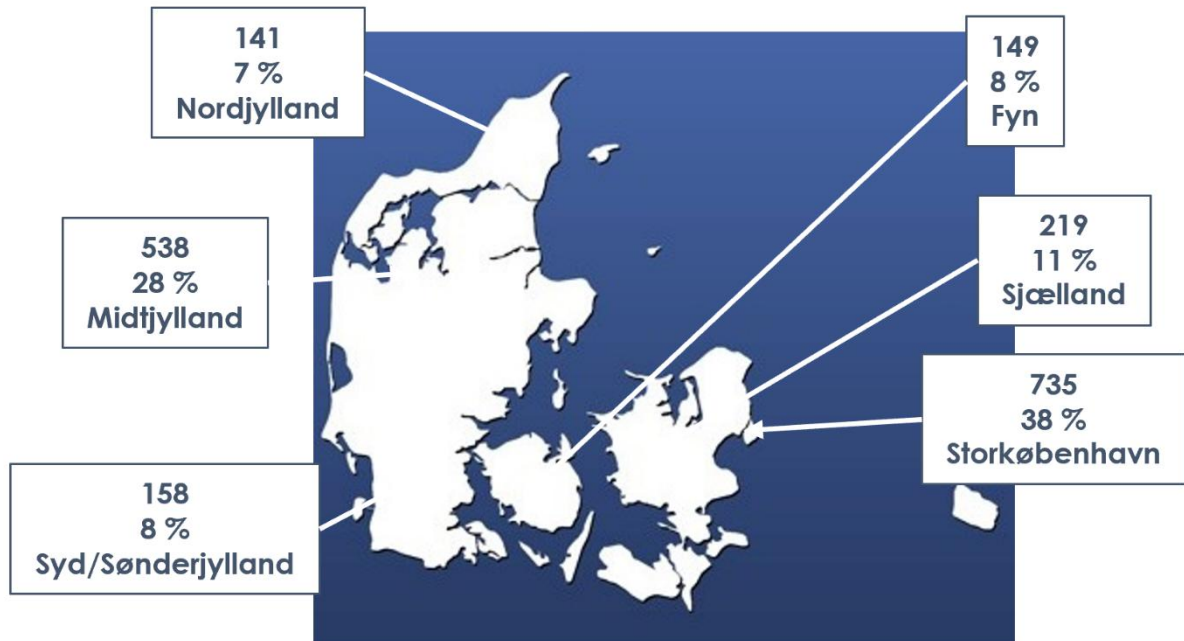 141
7 %
Nordjylland
149
8 %
Fyn
538
28 %
Midtjylland
219
11 %
Sjælland
735
38 %
Storkøbenhavn
158
8 %
Syd/Sønderjylland